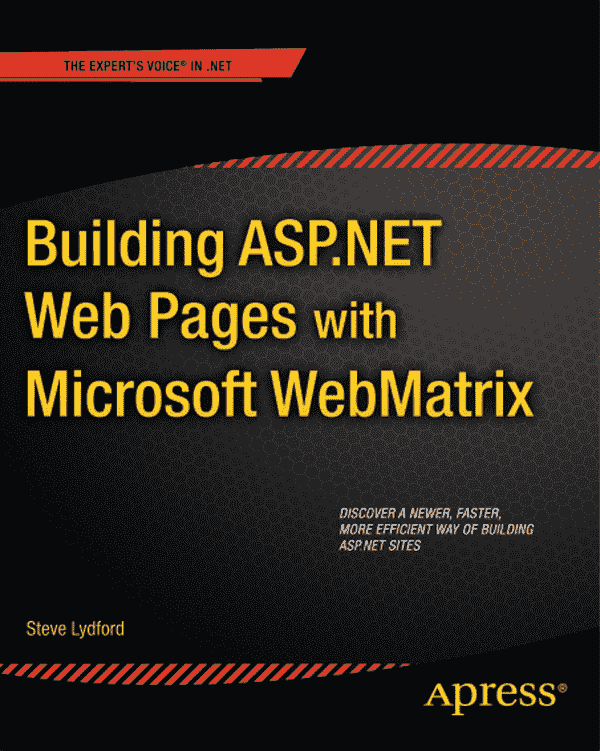 THE EXPERT'S VOICE® IN .NET
Building ASP.NET
Web Pages with
Microsoft WebMatrix
DISCOVER A NEWER, FASTER,
MORE EFFICIENT WAY OF BUILDING
ASP.NET SITES
Steve Lydford
Apress®